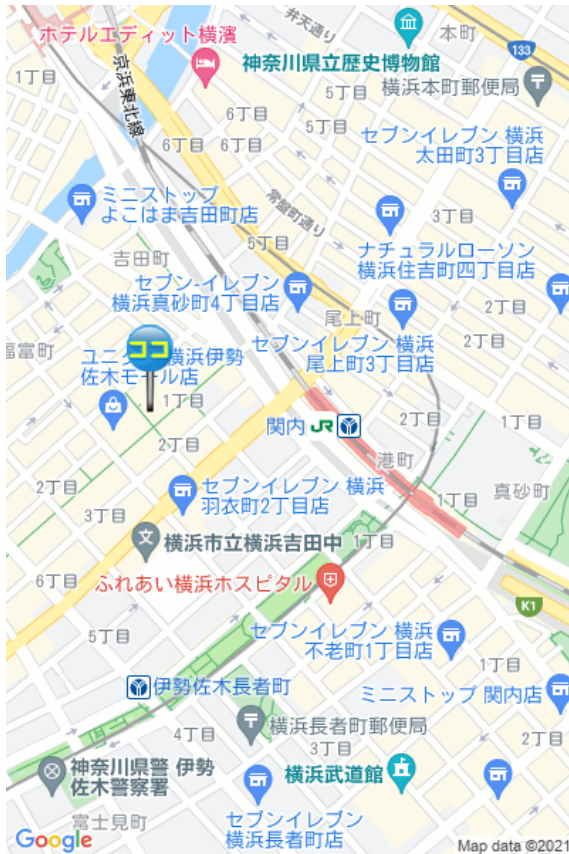 弁天通り
本町
ホテルエディット横濱
133
1丁目
京浜東北線
神奈川県立歴史博物館
5丁目
横浜本町郵便局
6丁目
6丁目
6丁目
5丁目
セブンイレブン 横浜
太田町3丁目店
ミニストップ
よこはま吉田町店
常盤町通り
3丁目
5丁目
吉田町
ナチュラルローソン
横浜住吉町四丁目店
セブン-イレブン
横浜真砂町4丁目店
2丁目
尾上町
ココ
福富町
セブンイレブン 横浜
尾上町3丁目店
2丁目
横浜伊勢
佐木モール店
1丁目
2丁目
1丁目
関内
JR
2丁目
港町
2丁目
セブンイレブン 横浜
羽衣町2丁目店
1丁目
真砂町
3丁目
横浜市立横浜吉田中
1丁目
6丁目
ふれあい横浜ホスピタル
K1
5丁目
セブンイレブン 横浜
不老町1丁目店
1丁目
伊勢佐木長者町
ミニストップ 関内店
横浜長者町郵便局
4丁目
3丁目
2丁目
神奈川県警 伊勢
佐木警察署
横浜武道館
富士見町
セブンイレブン
横浜長者町店
Google
Map data ©2021